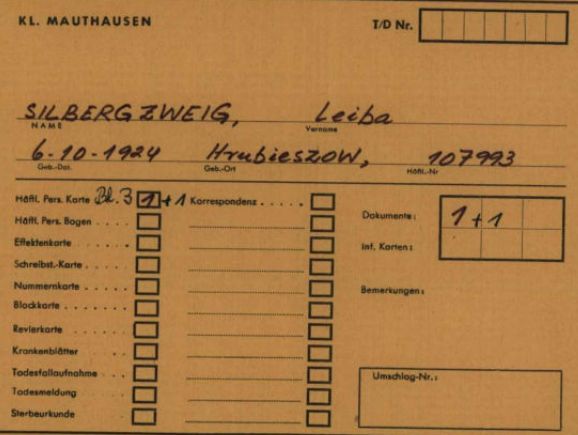 KL. MAUTHAUSEN
T/D Nr.
SILBERGZWEIG, Leiba
NAME Vorname
6-10-1924 Hrubieszow, 107993
Geb.-Dat. Geb.-Ort Häftl.-Nr
Häftl. Pers. Karte Bl. 3 1 + 1 Korrespondenz . . . . .
Dokumente: 1 + 1
Häftl. Pers. Bogen . . .
Effektenkarte . . . . .
Inf. Karten:
Schreibst.-Karte . . . .
Nummernkarte . . . . .
Bemerkungen:
Blockkarte . . . . . . .
Revierkarte . . . . . .
Krankenblätter . . . .
Todesfallaufnahme . . .
Umschlag-Nr.:
Todesmeldung . . . . .
Sterbeurkunde . . . . .